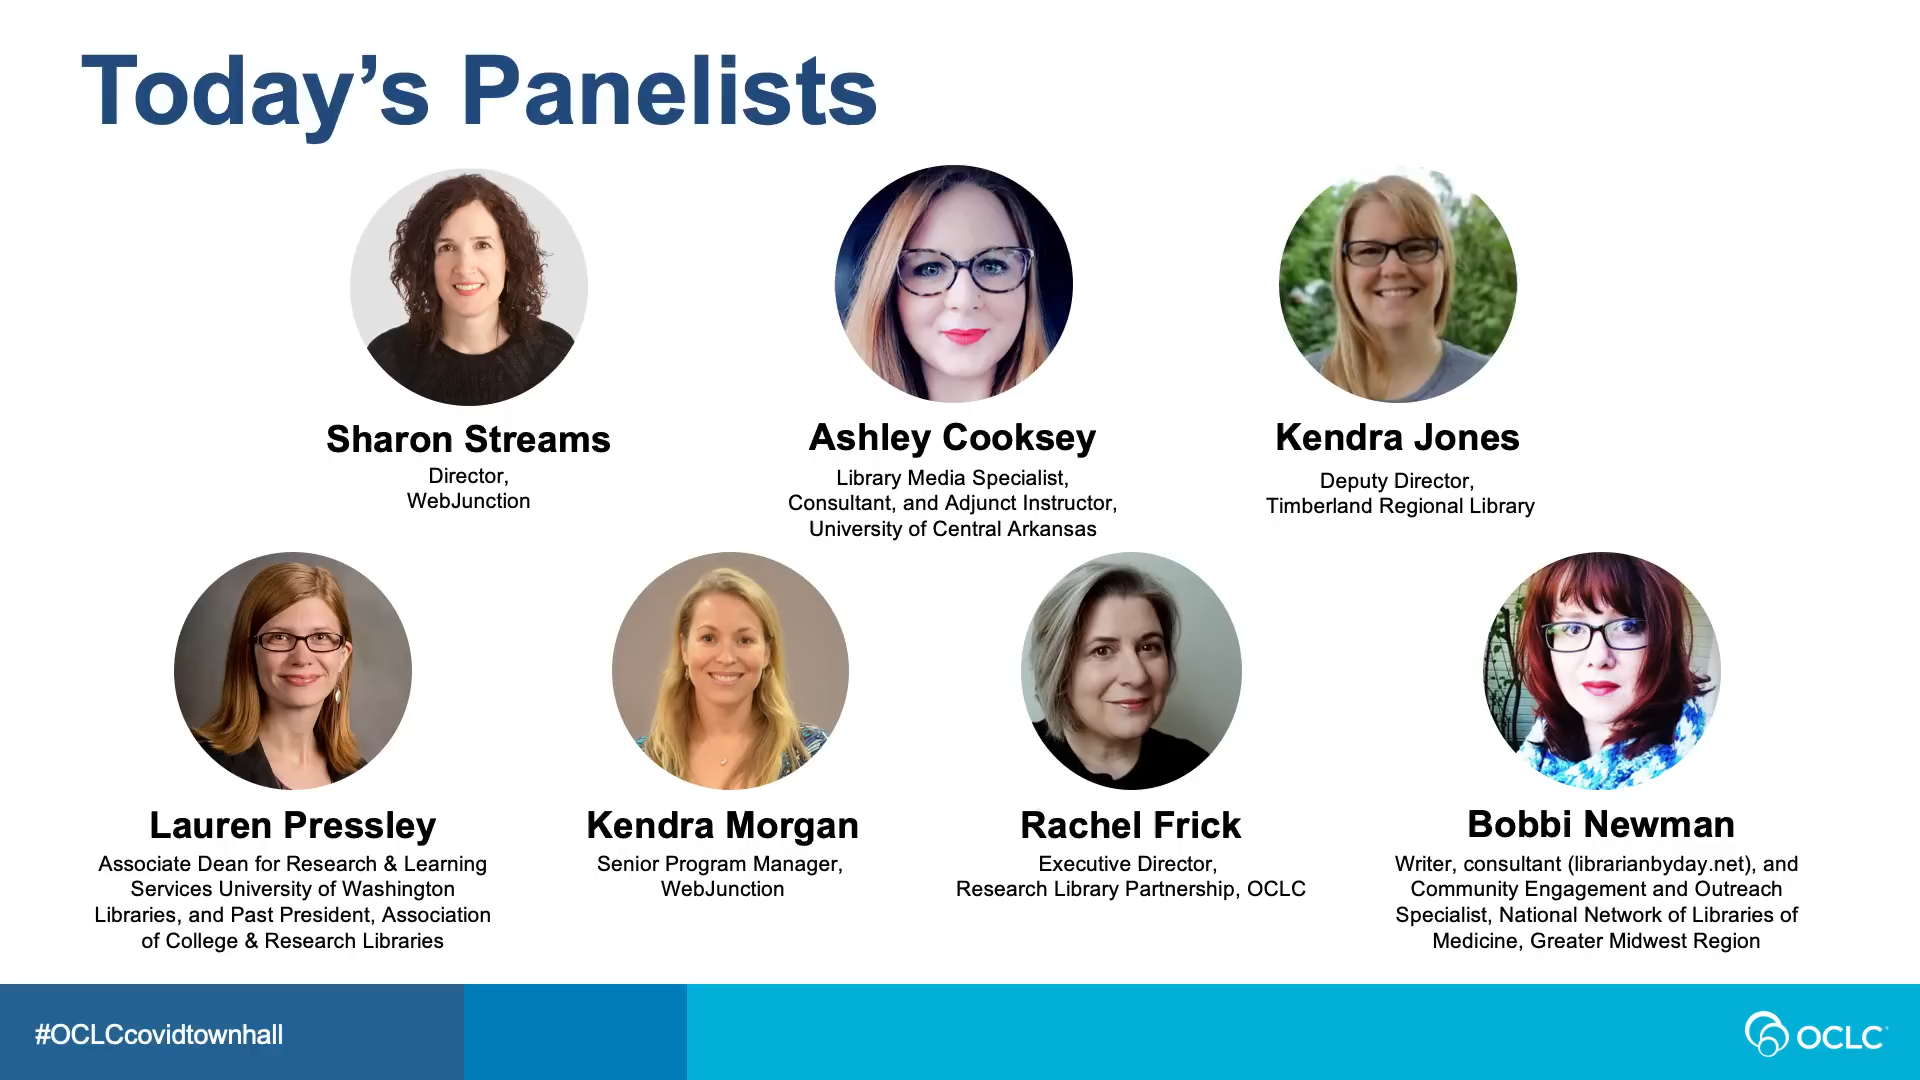 Today’s Panelists
Sharon Streams
Director,
WebJunction
Ashley Cooksey
Library Media Specialist,
Consultant, and Adjunct Instructor,
University of Central Arkansas
Kendra Jones
Deputy Director,
Timberland Regional Library
Lauren Pressley
Associate Dean for Research & Learning
Services University of Washington
Libraries, and Past President, Association
of College & Research Libraries
Kendra Morgan
Senior Program Manager,
WebJunction
Rachel Frick
Executive Director,
Research Library Partnership, OCLC
Bobbi Newman
Writer, consultant (librarianbyday.net), and
Community Engagement and Outreach
Specialist, National Network of Libraries of
Medicine, Greater Midwest Region
#OCLCcovidtownhall
OCLC